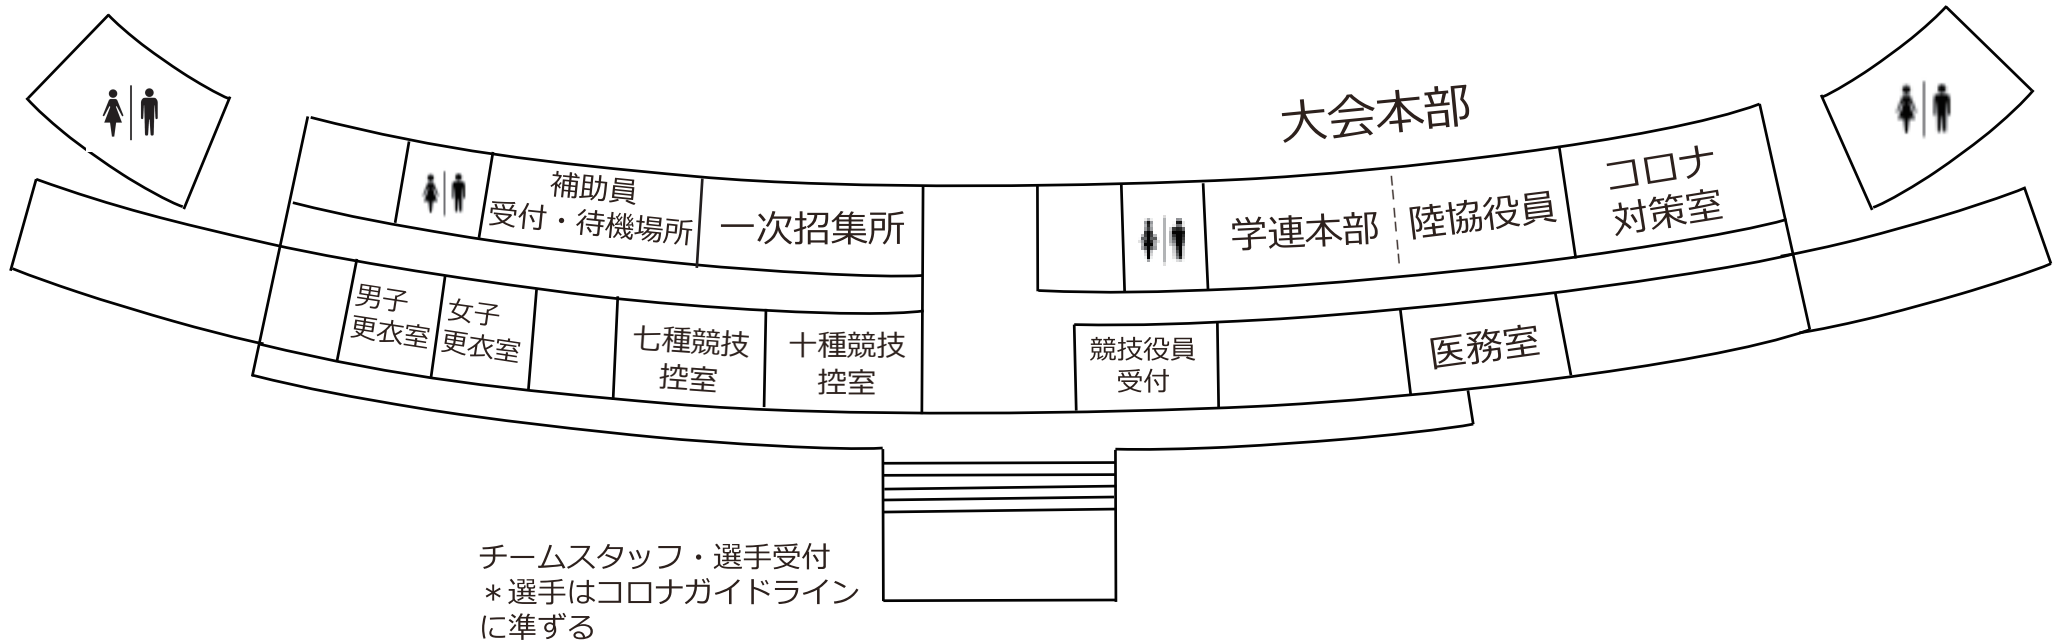 大会本部
補助員
受付・待機場所
一次招集所
学連本部
陸協役員
コロナ
対策室
男子
更衣室
女子
更衣室
七種競技
控室
十種競技
控室
競技役員
受付
医務室
チームスタッフ・選手受付
＊選手はコロナガイドライン
に準ずる